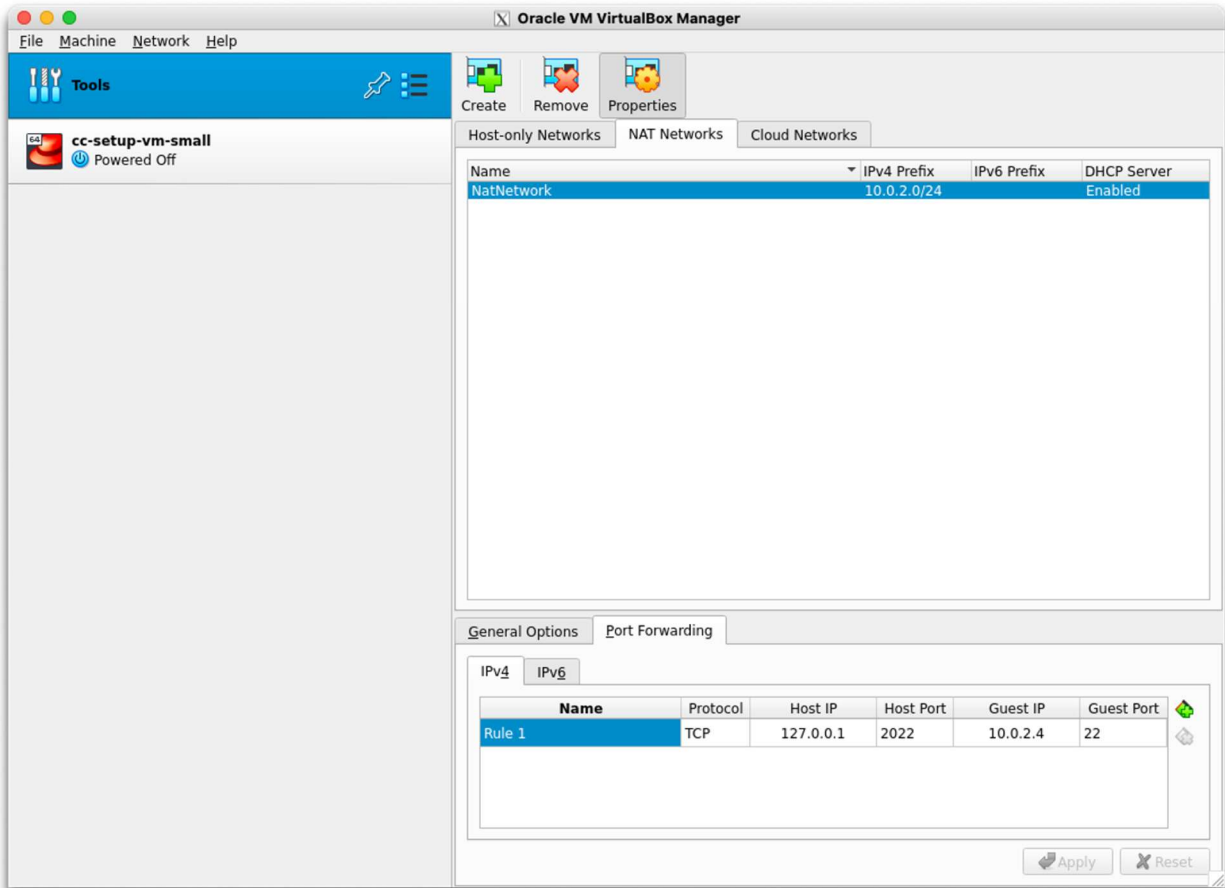 Oracle VM VirtualBox Manager
File Machine Network Help
Tools
64
cc-setup-vm-small
Powered Off
Create Remove Properties
Host-only Networks NAT Networks Cloud Networks
Name IPv4 Prefix IPv6 Prefix DHCP Server
NatNetwork 10.0.2.0/24 Enabled
General Options Port Forwarding
IPv4 IPv6
Name Protocol Host IP Host Port Guest IP Guest Port
Rule 1 TCP 127.0.0.1 2022 10.0.2.4 22
Apply Reset